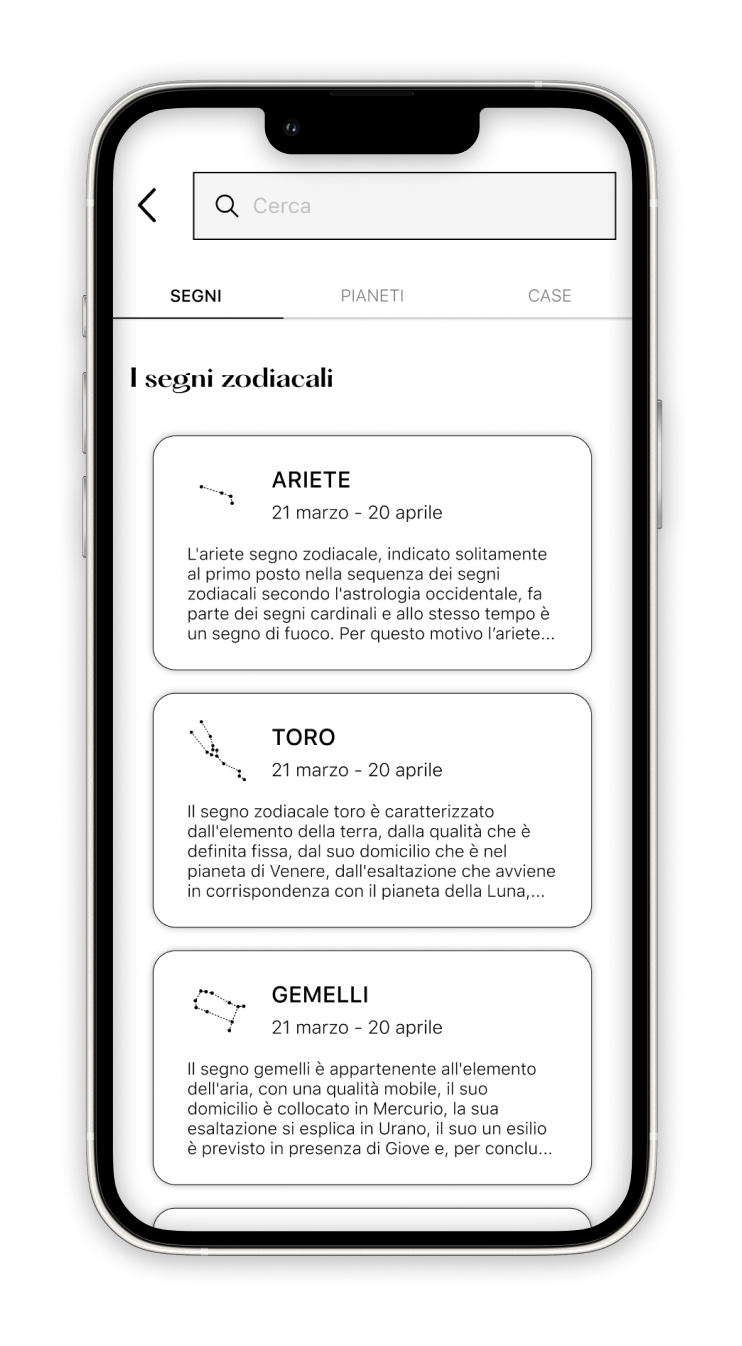 Cerca
SEGNI PIANETI CASE
I segni zodiacali
ARIETE
21 marzo - 20 aprile
L'ariete segno zodiacale, indicato solitamente
al primo posto nella sequenza dei segni
zodiacali secondo l'astrologia occidentale, fa
parte dei segni cardinali e allo stesso tempo è
un segno di fuoco. Per questo motivo l’ariete...
TORO
21 marzo - 20 aprile
Il segno zodiacale toro è caratterizzato
dall'elemento della terra, dalla qualità che è
definita fissa, dal suo domicilio che è nel
pianeta di Venere, dall'esaltazione che avviene
in corrispondenza con il pianeta della Luna,...
GEMELLI
21 marzo - 20 aprile
Il segno gemelli è appartenente all'elemento
dell'aria, con una qualità mobile, il suo
domicilio è collocato in Mercurio, la sua
esaltazione si esplica in Urano, il suo un esilio
è previsto in presenza di Giove e, per conclu...